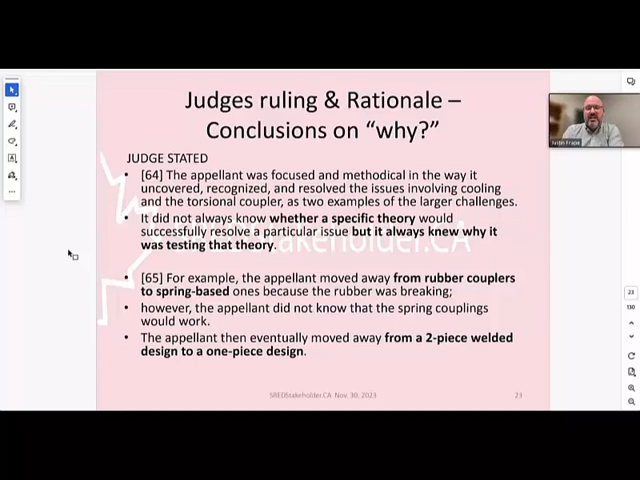 Judges ruling & Rationale –
Conclusions on “why?”
JUDGE STATED
• [64] The appellant was focused and methodical in the way it
uncovered, recognized, and resolved the issues involving cooling
and the torsional coupler, as two examples of the larger challenges.
• It did not always know whether a specific theory would
successfully resolve a particular issue but it always knew why it
was testing that theory.
• [65] For example, the appellant moved away from rubber couplers
to spring-based ones because the rubber was breaking;
• however, the appellant did not know that the spring couplings
would work.
• The appellant then eventually moved away from a 2-piece welded
design to a one-piece design.
SREDStakeholder.CA Nov. 30, 2023
23
Justin Frape
23
130